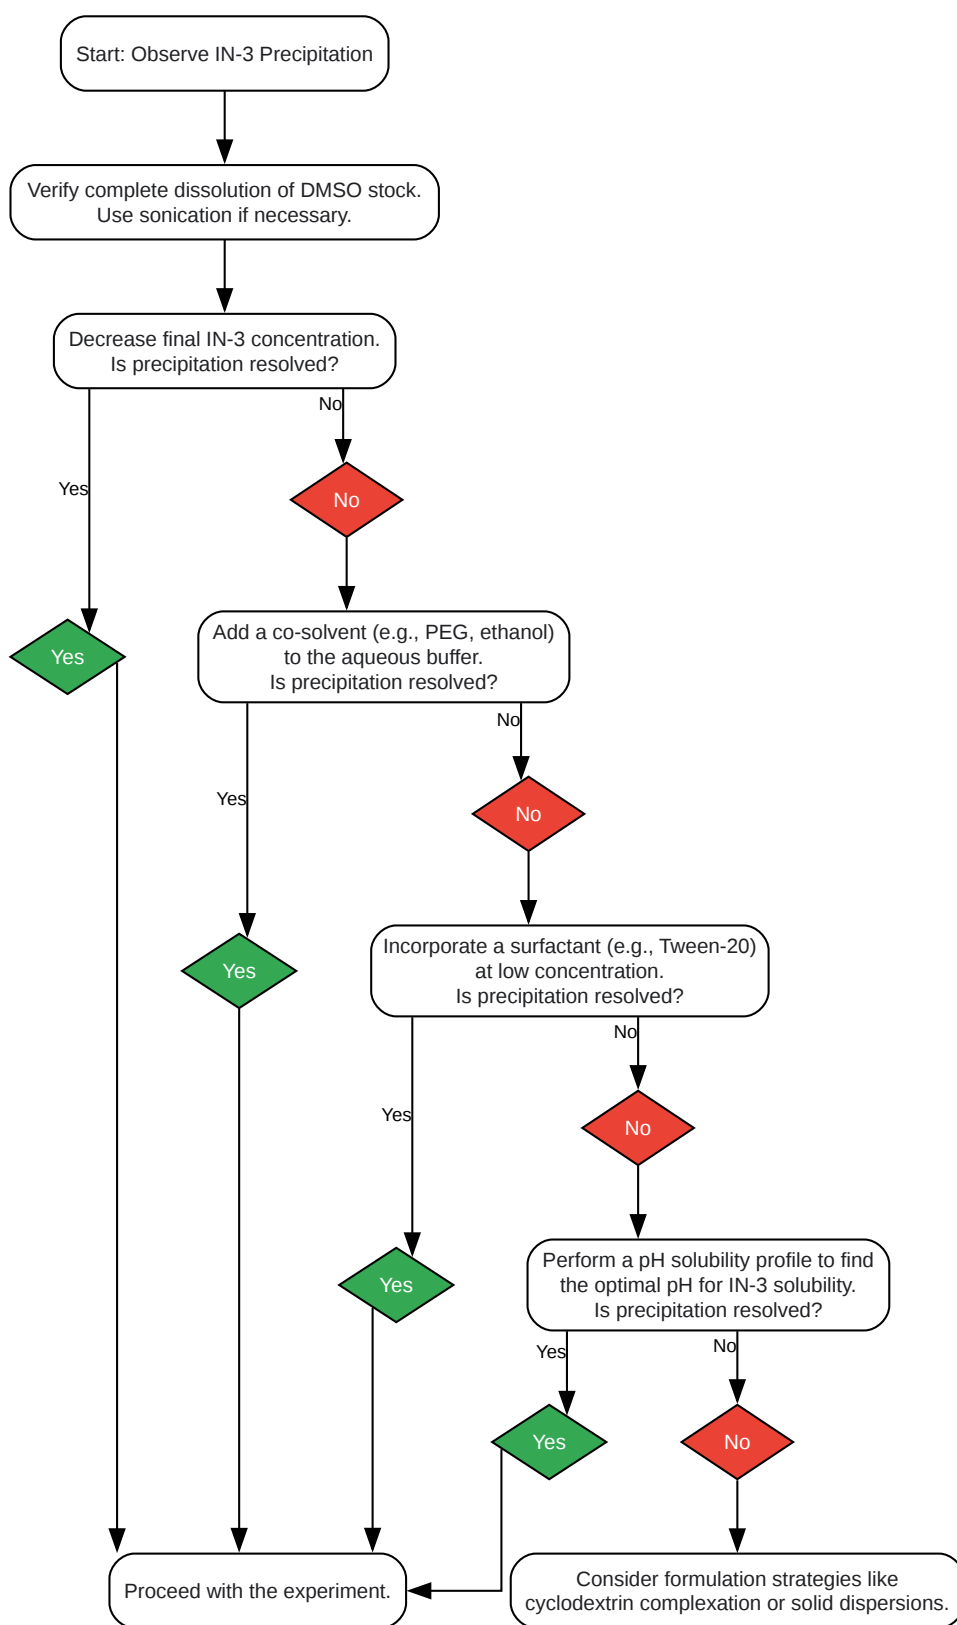 Start: Observe IN-3 Precipitation
Verify complete dissolution of DMSO stock.
Use sonication if necessary.
Decrease final IN-3 concentration.
Is precipitation resolved?
No
Yes
No
Add a co-solvent (e.g., PEG, ethanol)
to the aqueous buffer.
Is precipitation resolved?
Yes
No
Yes
No
Incorporate a surfactant (e.g., Tween-20)
at low concentration.
Is precipitation resolved?
Yes
No
Yes
No
Perform a pH solubility profile to find
the optimal pH for IN-3 solubility.
Is precipitation resolved?
Yes
Yes
No
Yes
No
Proceed with the experiment.
Consider formulation strategies like
cyclodextrin complexation or solid dispersions.